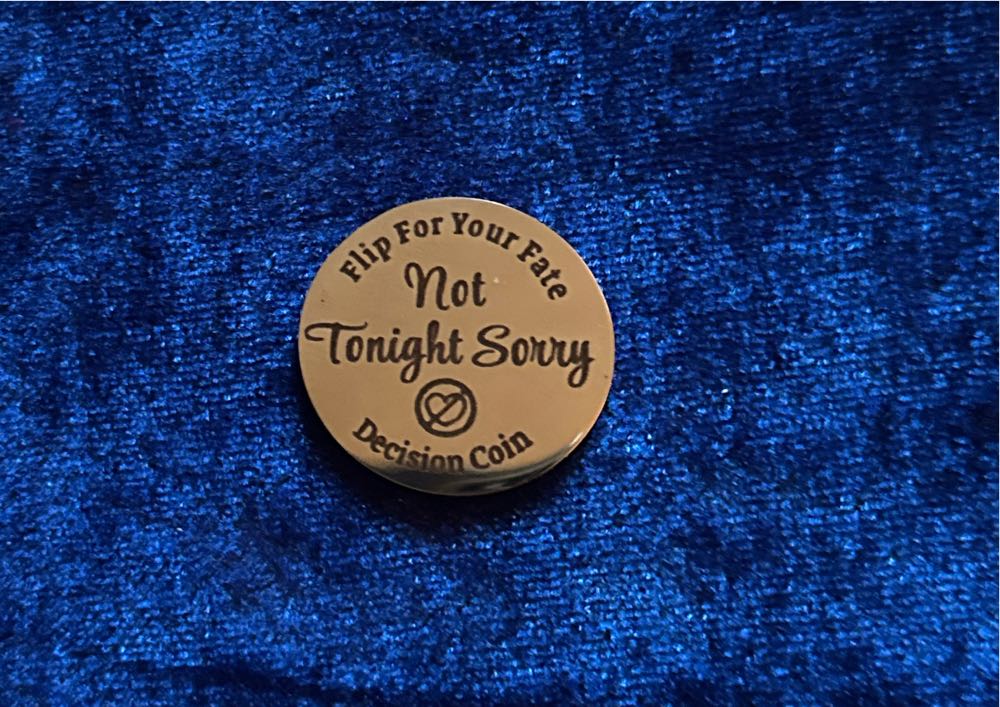 Flip For Your Fate
Not
Tonight Sorry
Decision Coin